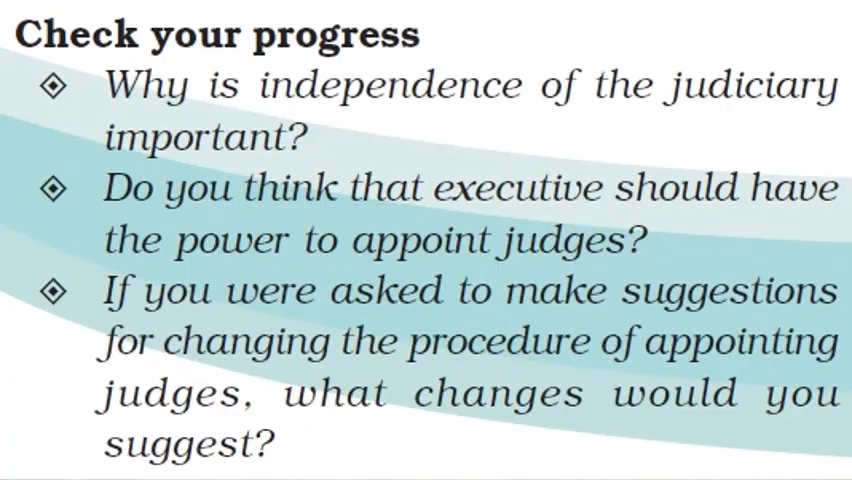 Check your progress
Why is independence of the judiciary
important?
Do you think that executive should have
the power to appoint judges?
If you were asked to make suggestions
for changing the procedure of appointing
judges, what changes would you
suggest?